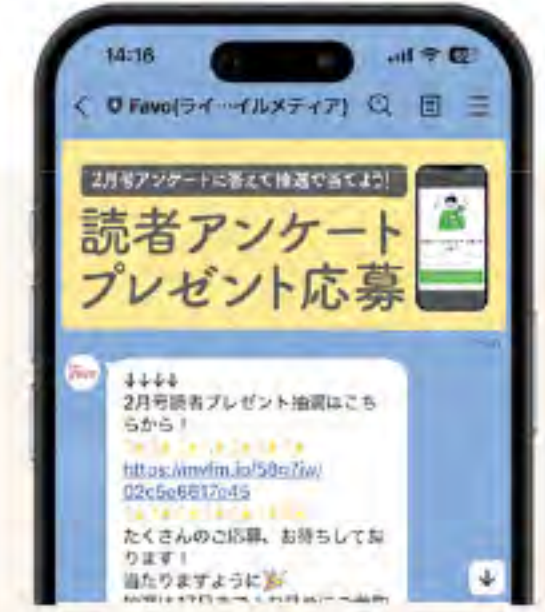 14:16
Favo(ライ…イルメディア)
2月号アンケートに答えて抽選で当てよう!
読者アンケート
プレゼント応募
Favo
↓↓↓↓
2月号読者プレゼント抽選はこち
らから!
たくさんのご応募、お待ちしてお
ります!
当たりますように🎉